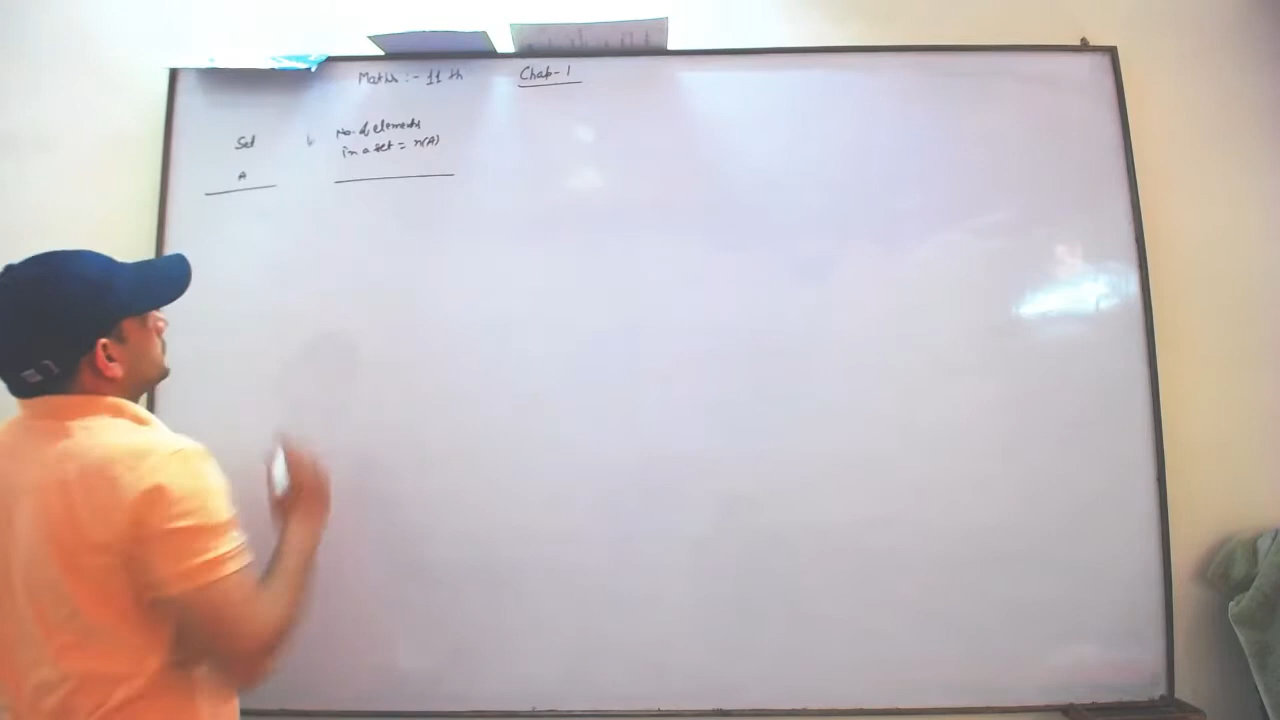 Maths :- 11 th Chap-1
Set
No. of elements
in a set = n(A)
A